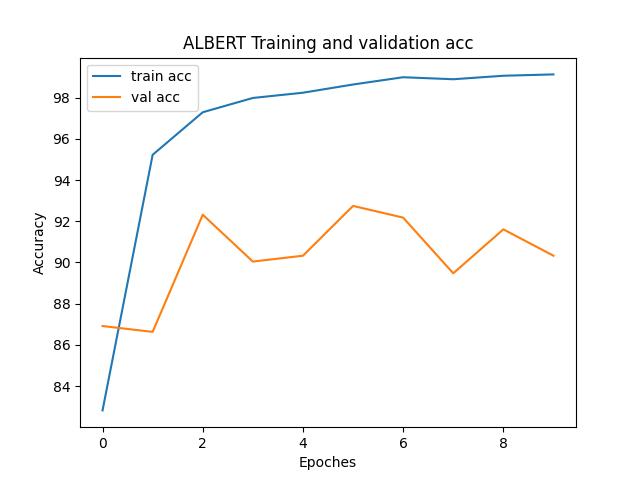 ALBERT Training and validation acc
train acc
val acc
98
96
94
92
90
88
86
84
Accuracy
0 2 4 6 8
Epoches